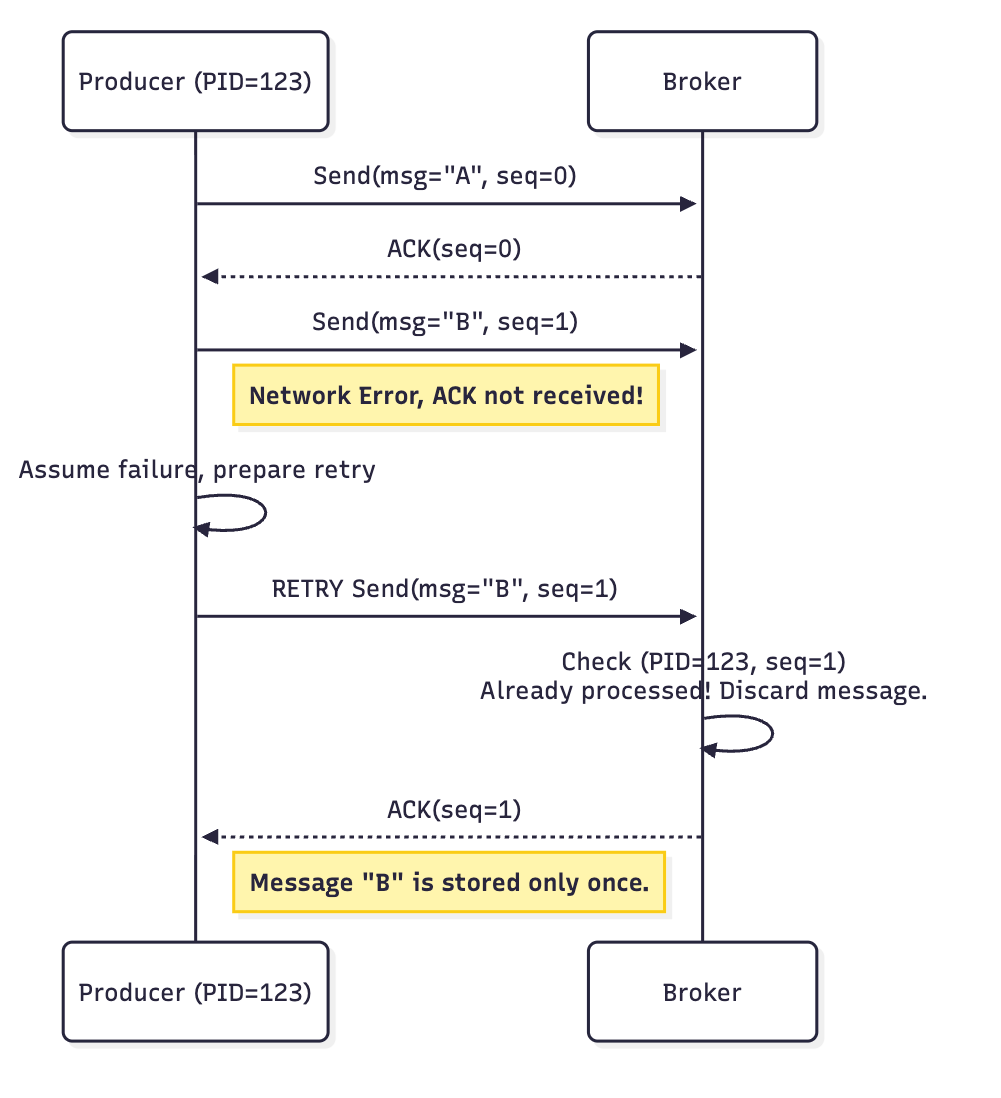 Producer (PID=123)
Broker
Send(msg="A", seq=0)
ACK(seq=0)
Send(msg="B", seq=1)
Network Error, ACK not received!
Assume failure, prepare retry
RETRY Send(msg="B", seq=1)
Check (PID=123, seq=1)
Already processed! Discard message.
ACK(seq=1)
Message "B" is stored only once.
Producer (PID=123)
Broker